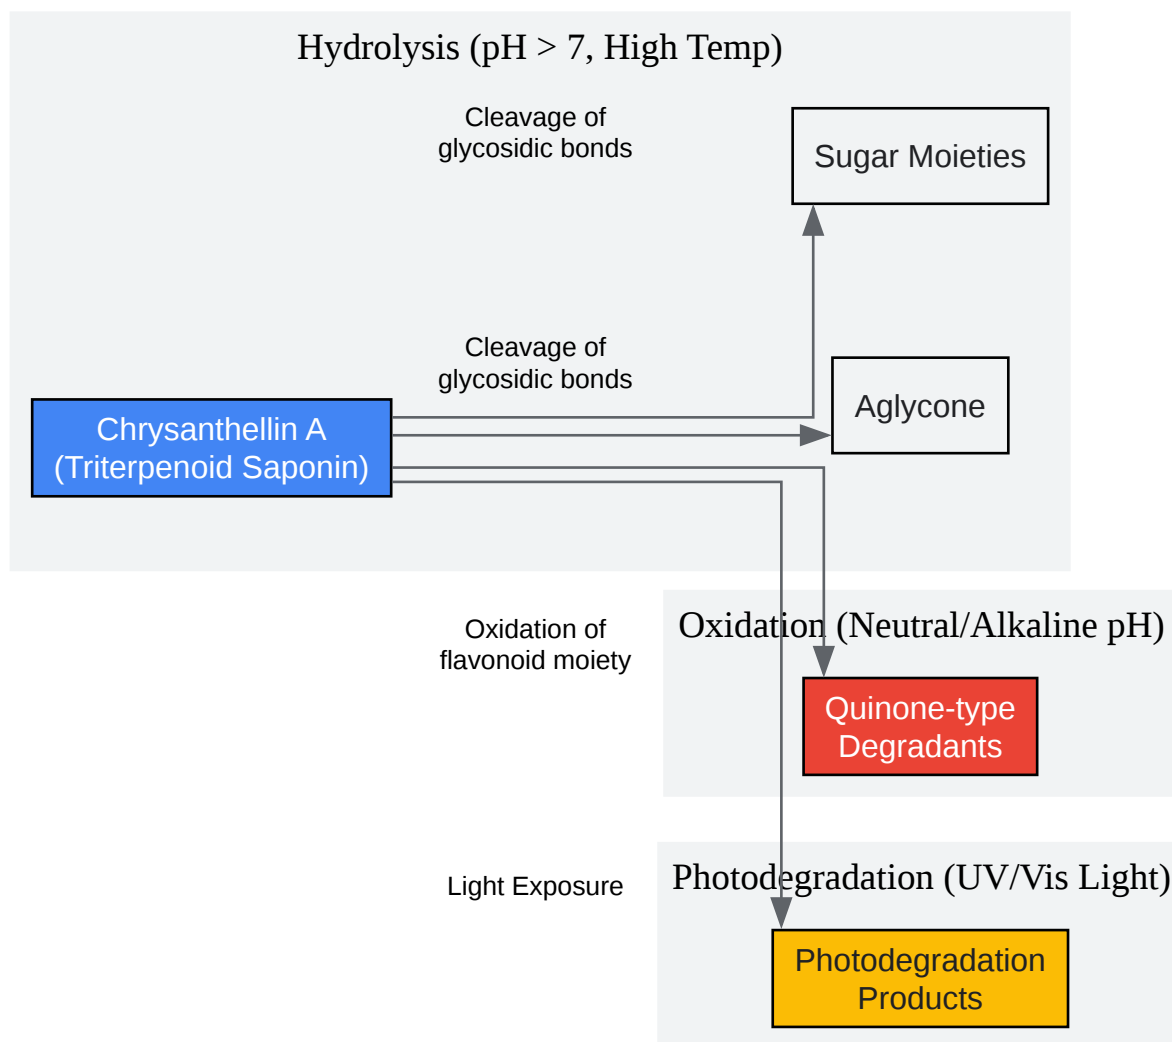 Hydrolysis (pH > 7, High Temp)
Cleavage of
glycosidic bonds
Sugar Moieties
Cleavage of
glycosidic bonds
Aglycone
Chrysanthellin A
(Triterpenoid Saponin)
Oxidation of
flavonoid moiety
Oxidation (Neutral/Alkaline pH)
Quinone-type
Degradants
Light Exposure
Photodegradation (UV/Vis Light)
Photodegradation
Products